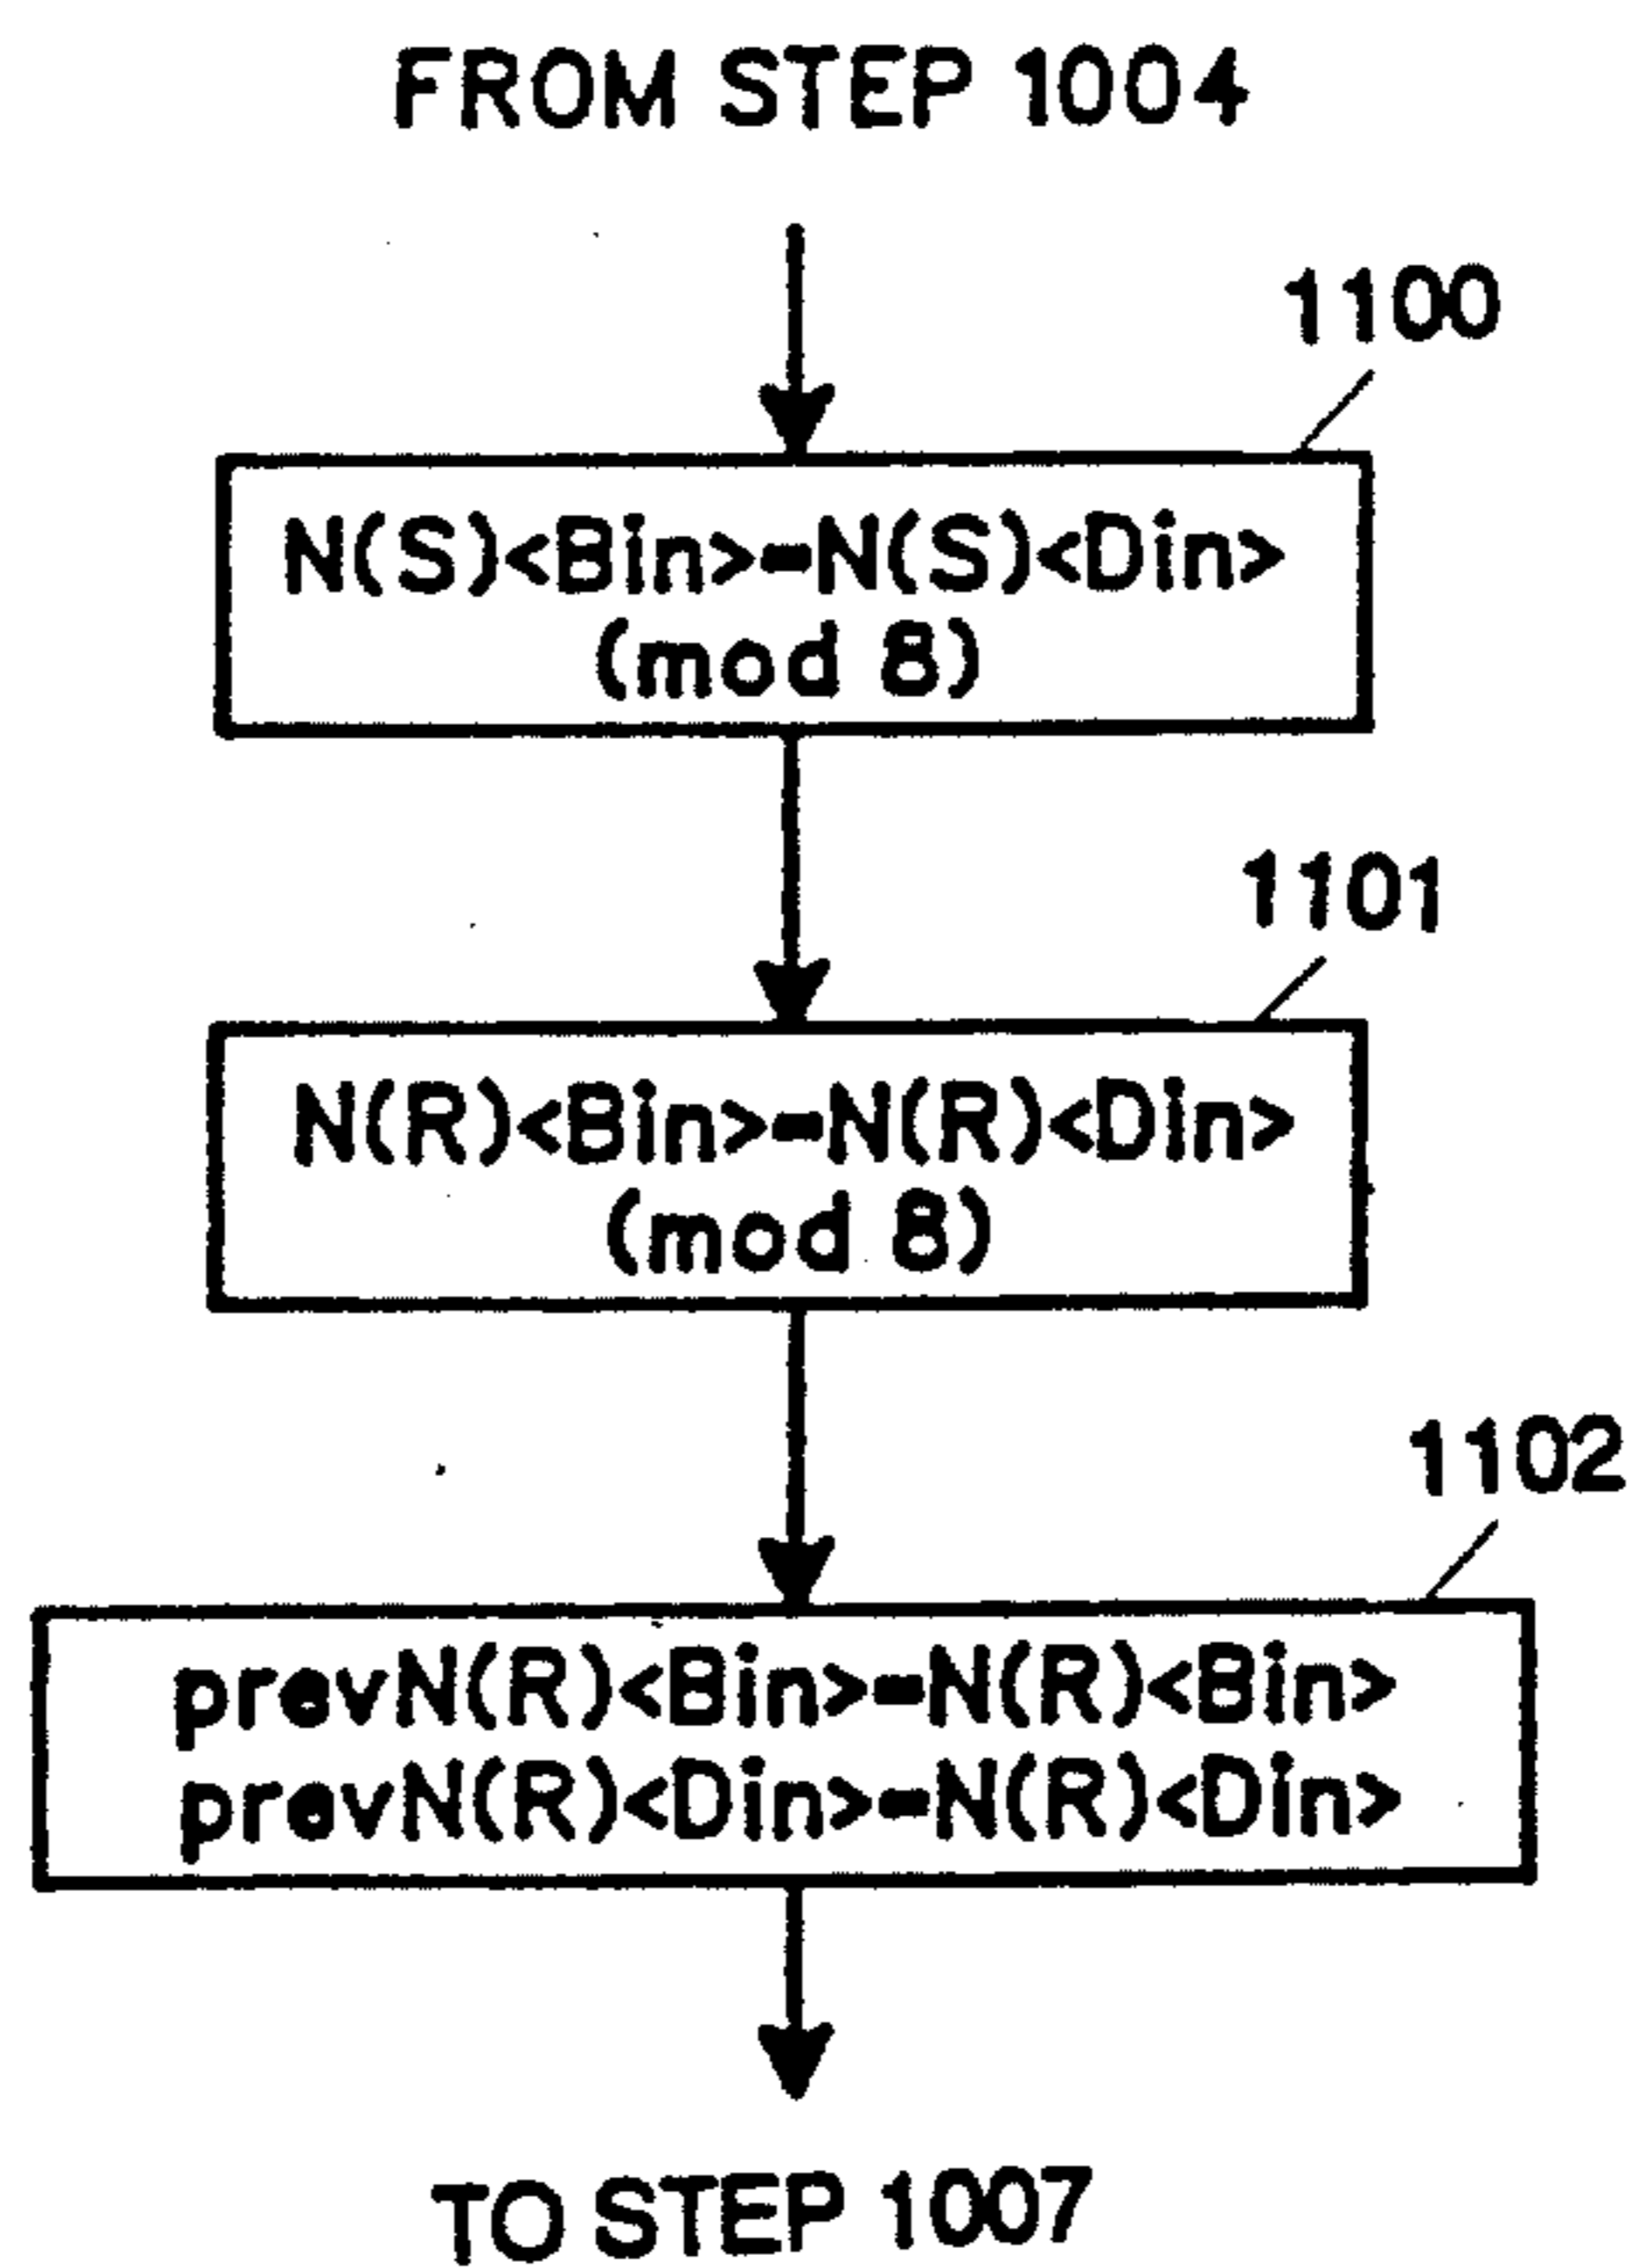 FROM STEP 1004
1100
N(S)<Bin>=N(S)<Din>
(mod 8)
1101
N(R)<Bin>=N(R)<Din>
(mod 8)
1102
prevN(R)<Bin>=N(R)<Bin>
prevN(R)<Din>=N(R)<Din>
TO STEP 1007